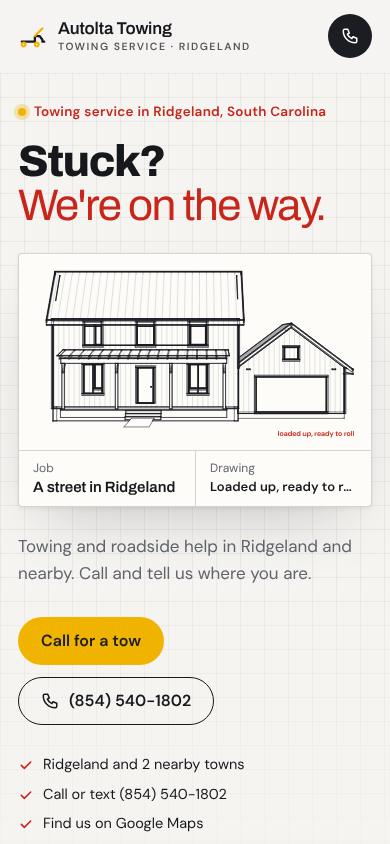 Autolta Towing
TOWING SERVICE · RIDGELAND
Towing service in Ridgeland, South Carolina
Stuck?
We're on the way.
loaded up, ready to roll
Job
A street in Ridgeland
Drawing
Loaded up, ready to r...
Towing and roadside help in Ridgeland and
nearby. Call and tell us where you are.
Call for a tow
(854) 540-1802
Ridgeland and 2 nearby towns
Call or text (854) 540-1802
Find us on Google Maps